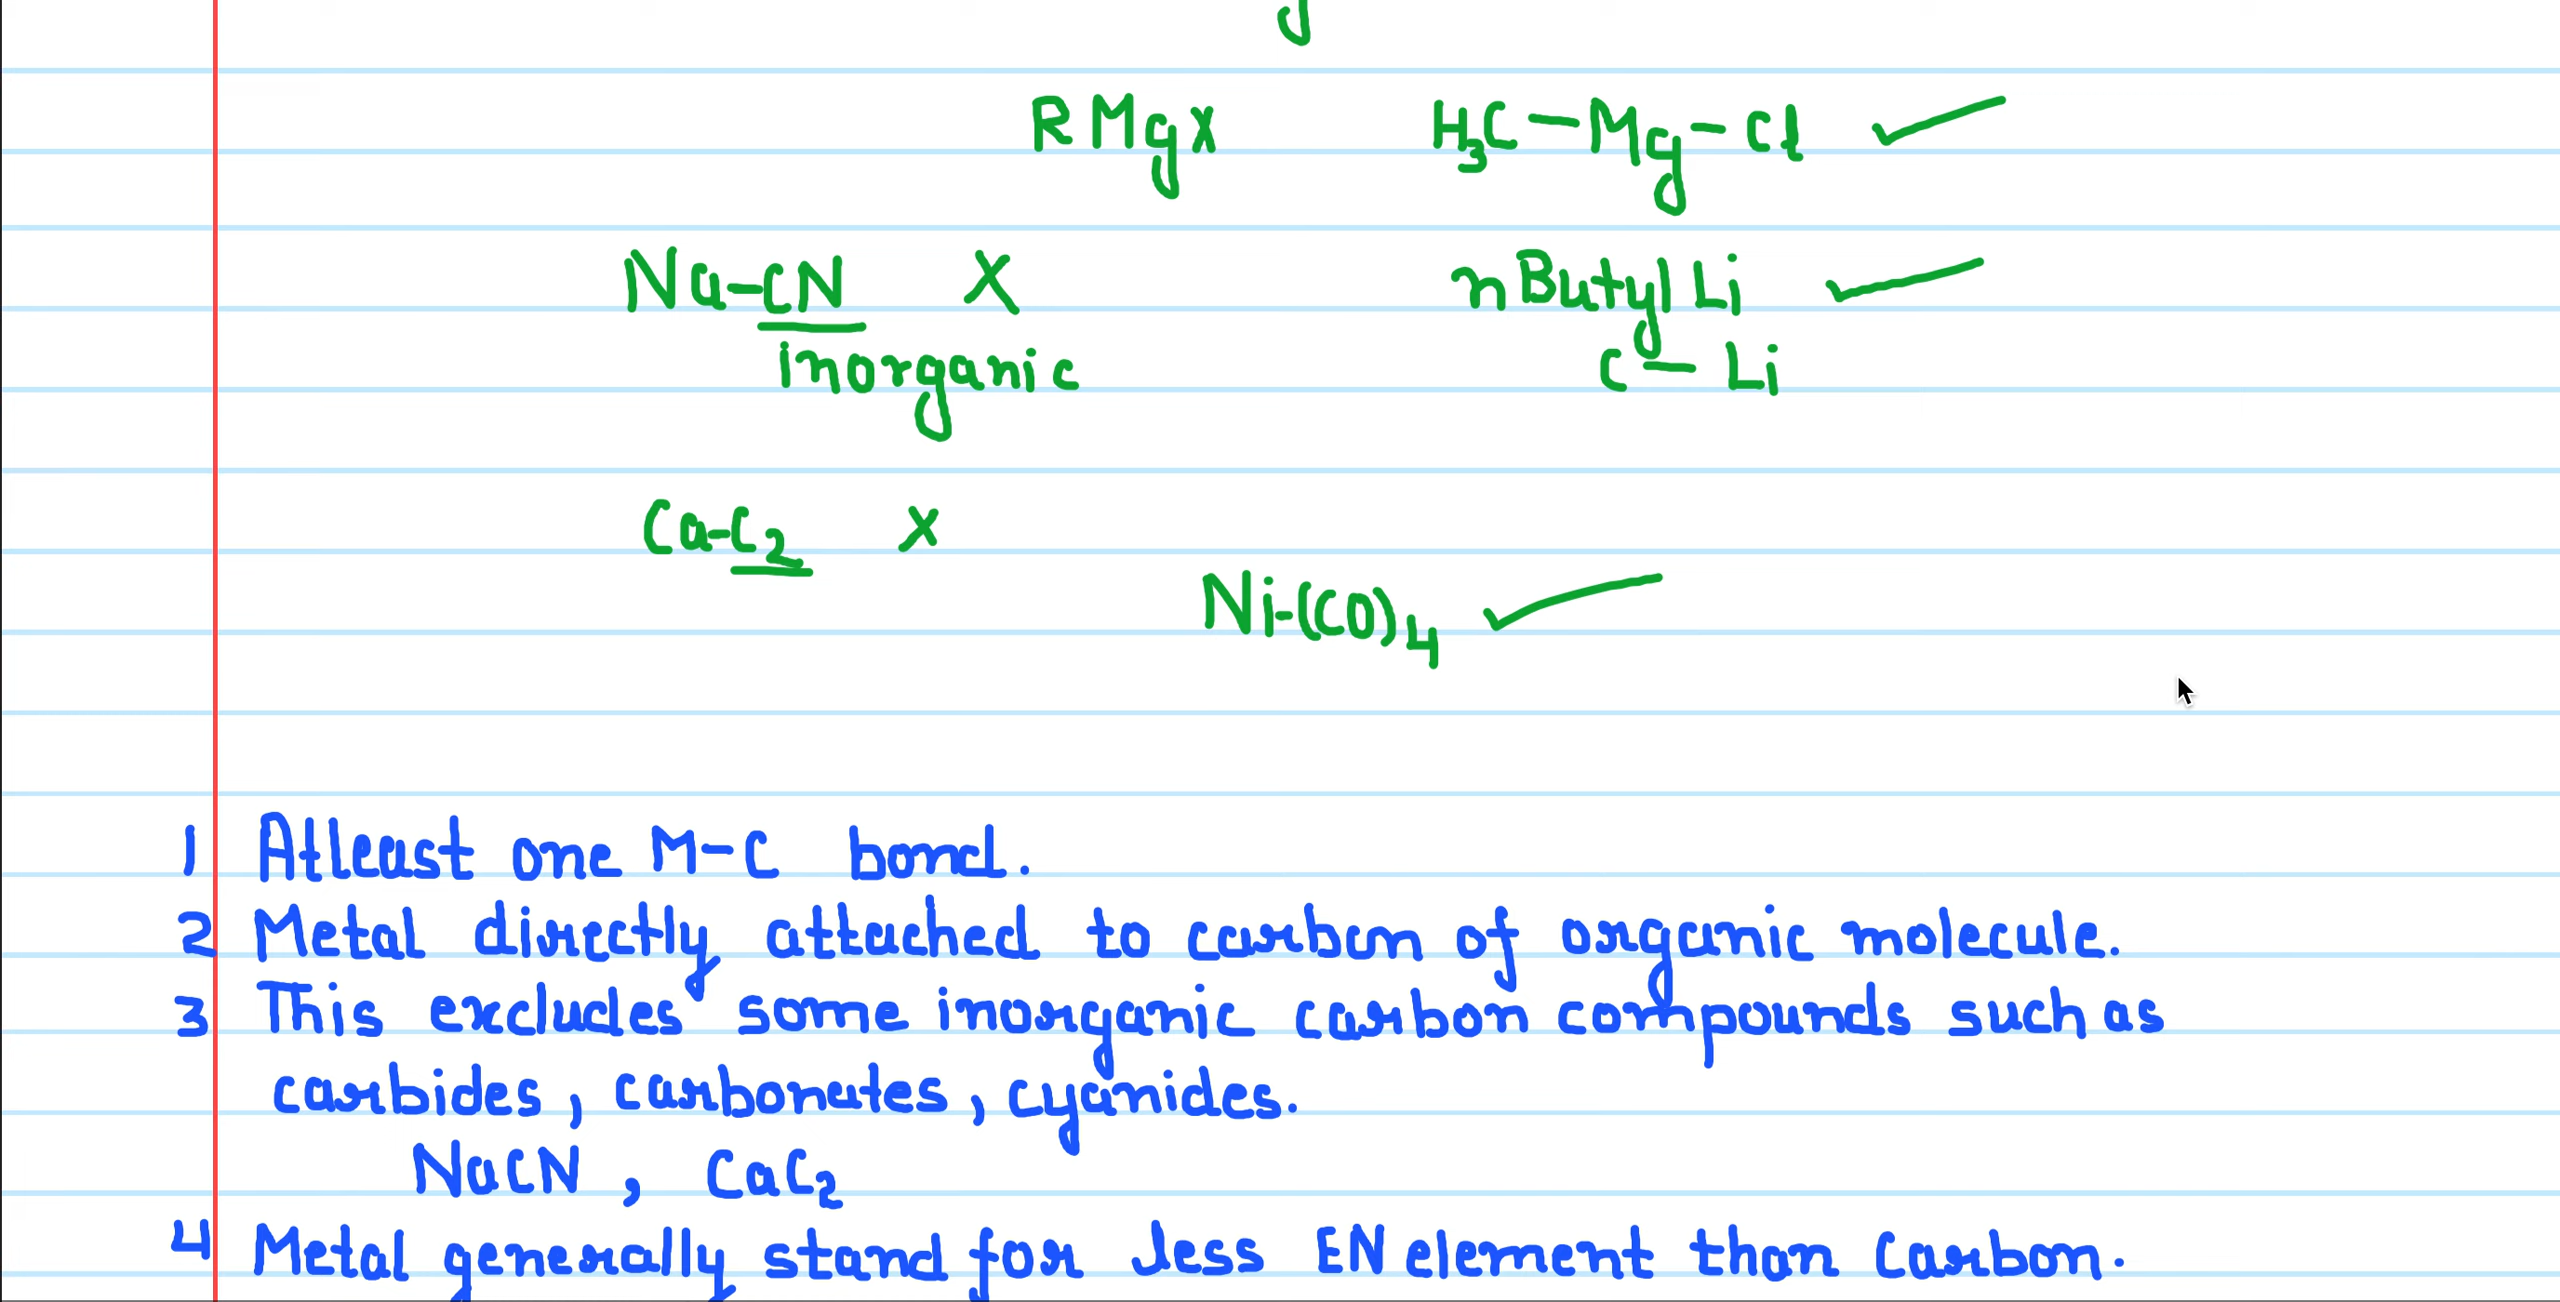 RMgX H₃C-Mg-Cl ✓
Na-CN X nButyl Li ✓
inorganic C-Li
Ca-C₂ X
Ni-(CO)₄ ✓
1 Atleast one M-C bond.
2 Metal directly attached to carbon of organic molecule.
3 This excludes some inorganic carbon compounds such as
carbides, carbonates, cyanides.
NaCN, CaC₂
4 Metal generally stand for less EN element than Carbon.